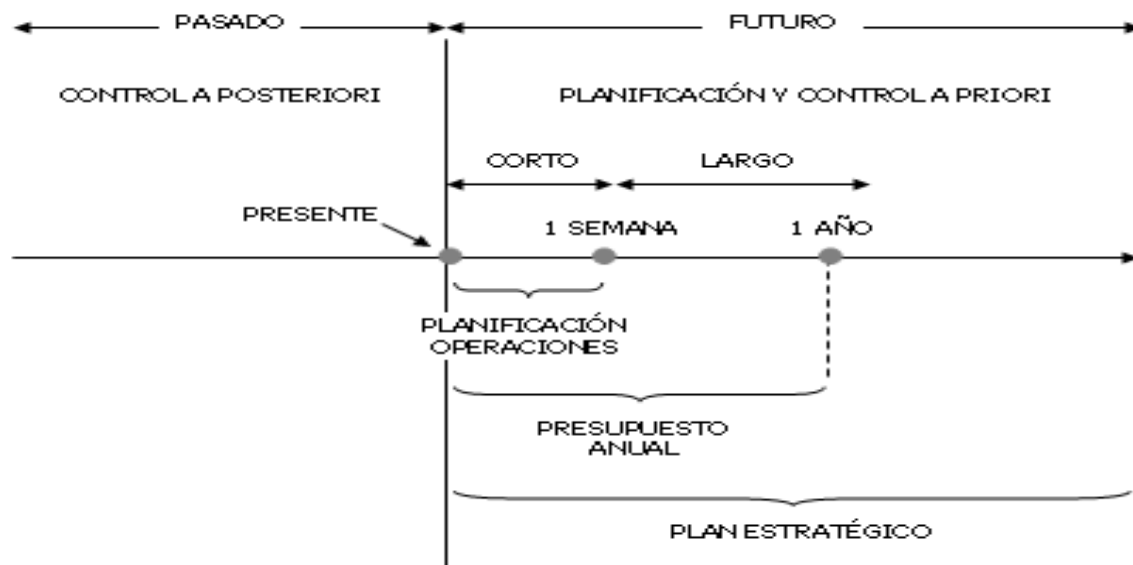 PASADO
FUTURO
CONTROL A POSTERIORI
PLANIFICACIÓN Y CONTROL A PRIORI
CORTO
LARGO
PRESENTE
1 SEMANA
1 AÑO
PLANIFICACIÓN
OPERACIONES
PRESUPUESTO
ANUAL
PLAN ESTRATÉGICO